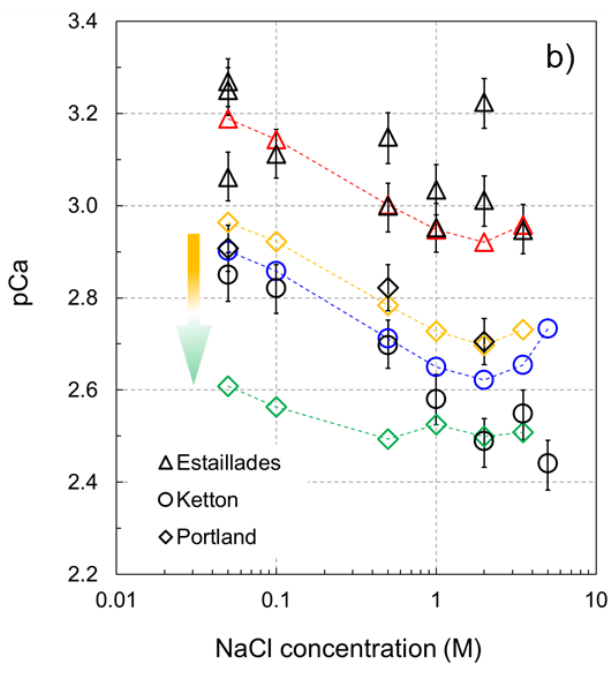 3.4
b)
3.2
3.0
pCa
2.8
2.6
Estaillades
Ketton
2.4
Portland
2.2
0.01
0.1
1
10
NaCl concentration (M)